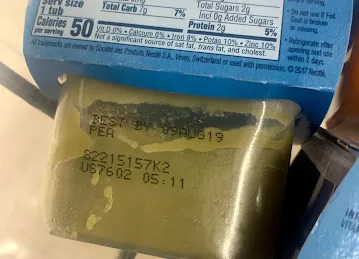 Serv size
1 tub
Calories
per serving 50
Total Carb 7g 7%
Total Sugars 2g
Incl 0g Added Sugars
Protein 2g 5%
VIT.D 0% • Calcium 6% • Iron 8% • Potas 10% • Zinc 10%
Not a significant source of sat fat, trans fat, and cholest.
All trademarks are owned by Société des Produits Nestlé S.A., Vevey, Switzerland or used with permission. © 2017 Nestlé.
• Do not use if Foil
Seal is broken
or missing.
• Refrigerate after
opening and use
within 2 days.
BEST BY 09AUG19
PEA
82215157K2
US7602 05:11